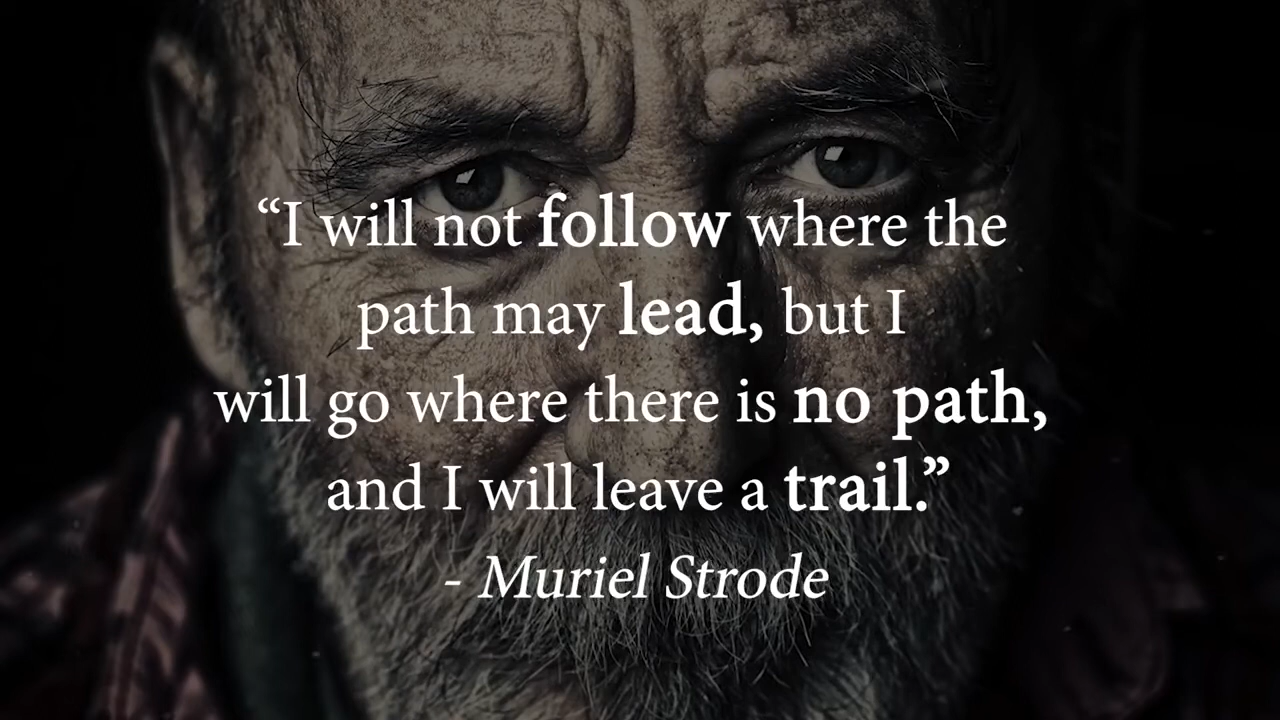 “I will not follow where the
path may lead, but I
will go where there is no path,
and I will leave a trail.”
- Muriel Strode